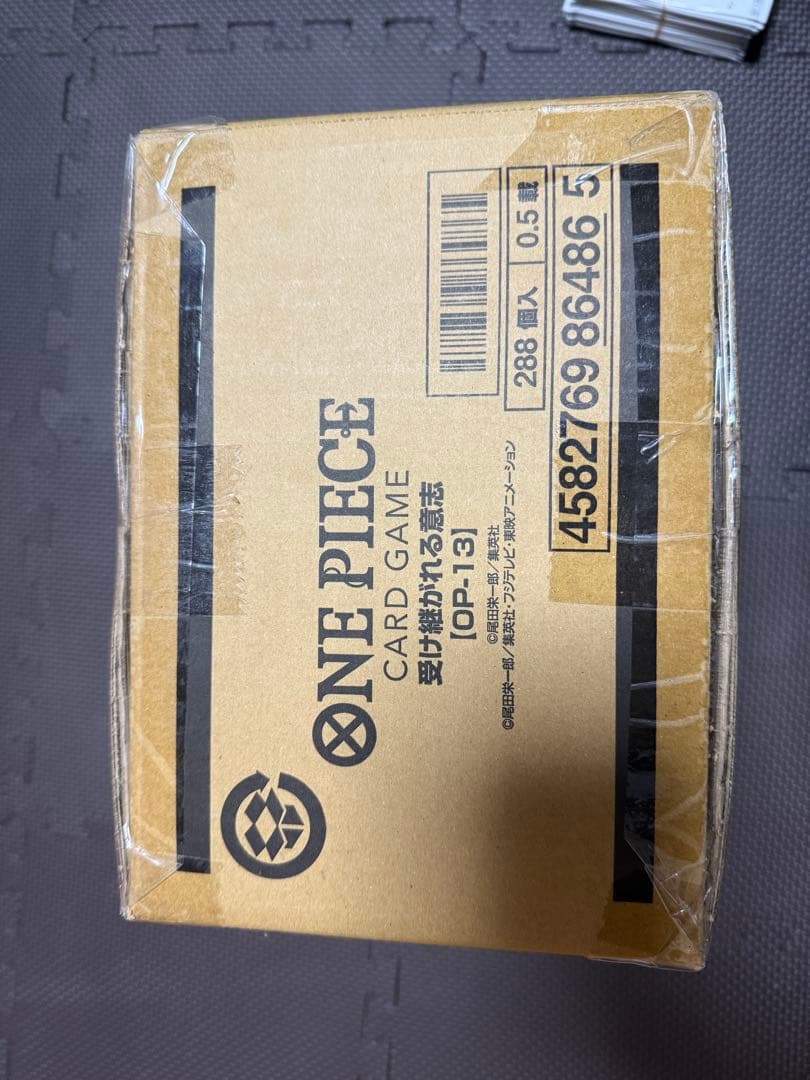 ONE PIECE
CARD GAME
受け継がれる意志
[OP-13]
©尾田栄一郎／集英社
©尾田栄一郎／集英社・フジテレビ・東映アニメーション
288 個入
0.5 載
4582769 86486 5